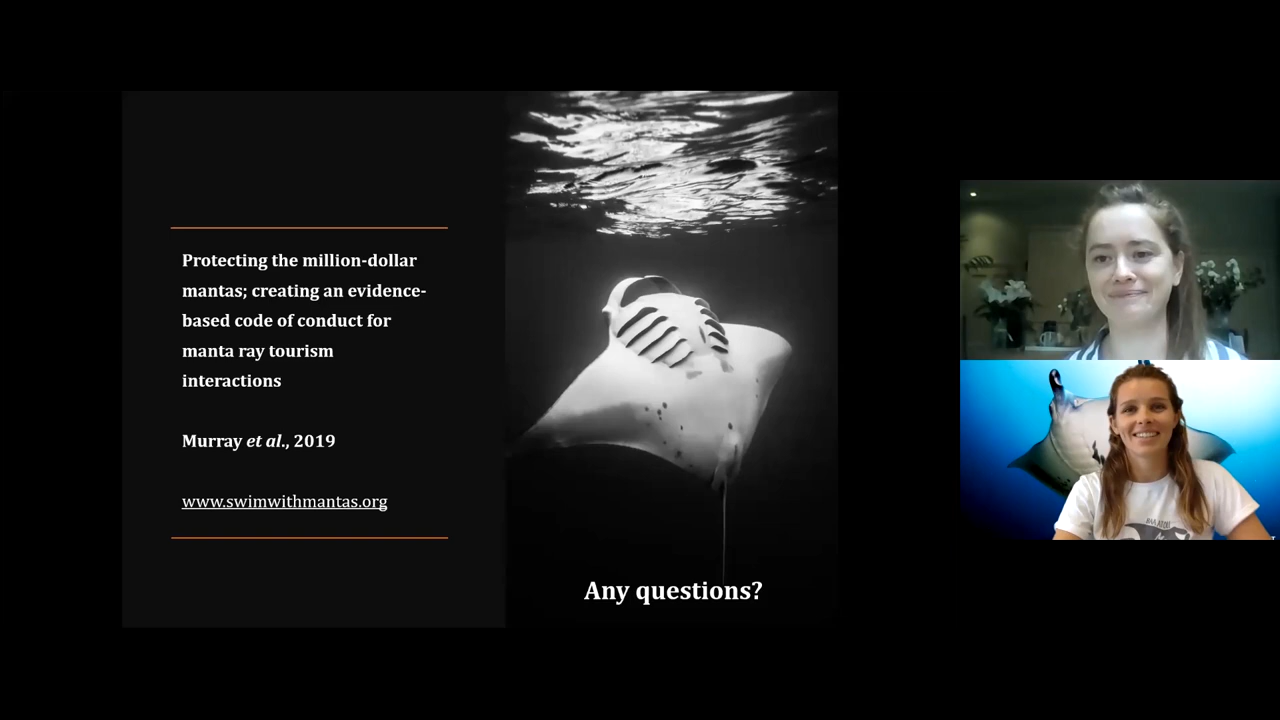 Protecting the million-dollar
mantas; creating an evidence-
based code of conduct for
manta ray tourism
interactions
Murray et al., 2019
www.swimwithmantas.org
Any questions?